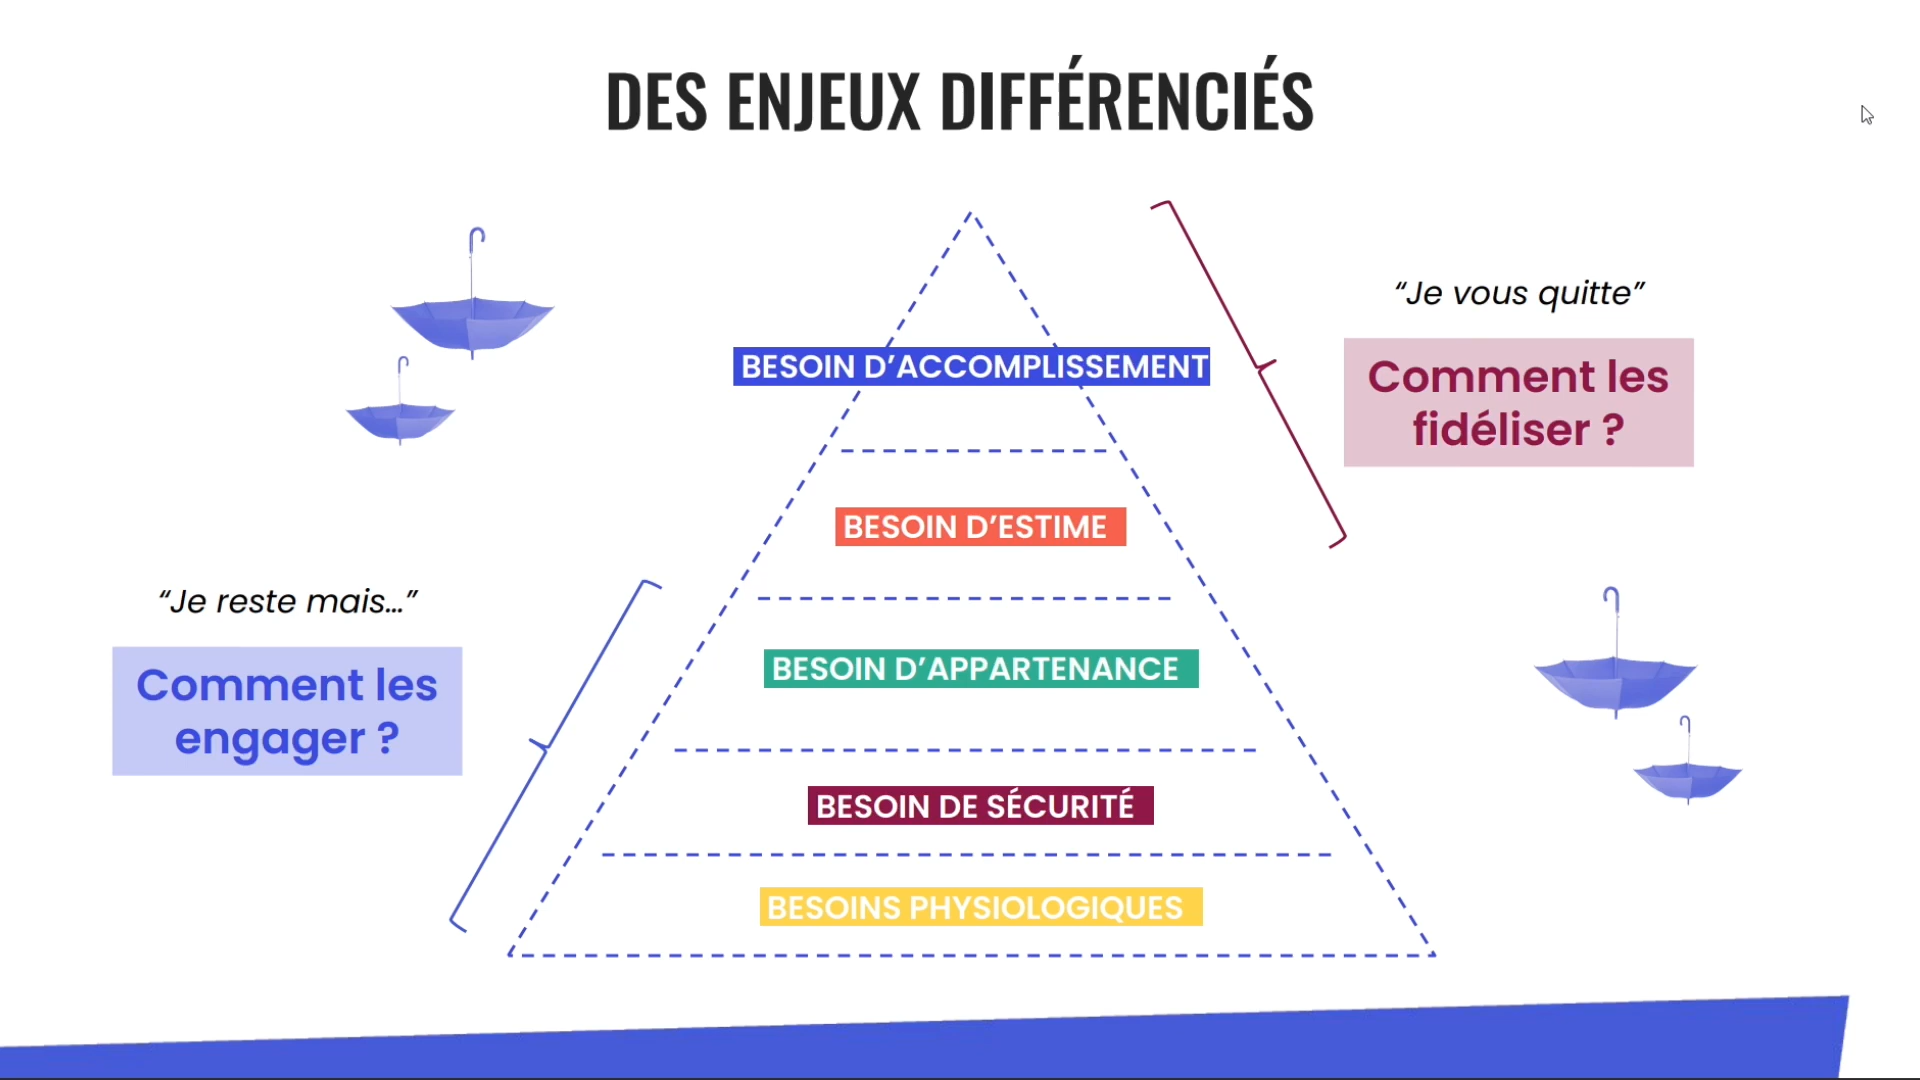 DES ENJEUX DIFFÉRENCIÉS
“Je vous quitte”
Comment les
fidéliser ?
BESOIN D’ACCOMPLISSEMENT
BESOIN D’ESTIME
“Je reste mais...”
Comment les
engager ?
BESOIN D’APPARTENANCE
BESOIN DE SÉCURITÉ
BESOINS PHYSIOLOGIQUES